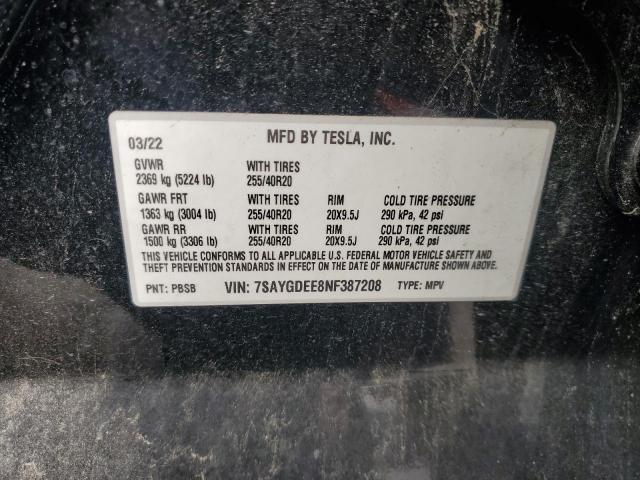 03/22 MFD BY TESLA, INC.
GVWR WITH TIRES
2369 kg (5224 lb) 255/40R20
GAWR FRT WITH TIRES RIM COLD TIRE PRESSURE
1363 kg (3004 lb) 255/40R20 20X9.5J 290 kPa, 42 psi
GAWR RR WITH TIRES RIM COLD TIRE PRESSURE
1500 kg (3306 lb) 255/40R20 20X9.5J 290 kPa, 42 psi
THIS VEHICLE CONFORMS TO ALL APPLICABLE U.S. FEDERAL MOTOR VEHICLE SAFETY AND
THEFT PREVENTION STANDARDS IN EFFECT ON THE DATE OF MANUFACTURE SHOWN ABOVE.
PNT: PBSB VIN: 7SAYGDEE8NF387208 TYPE: MPV